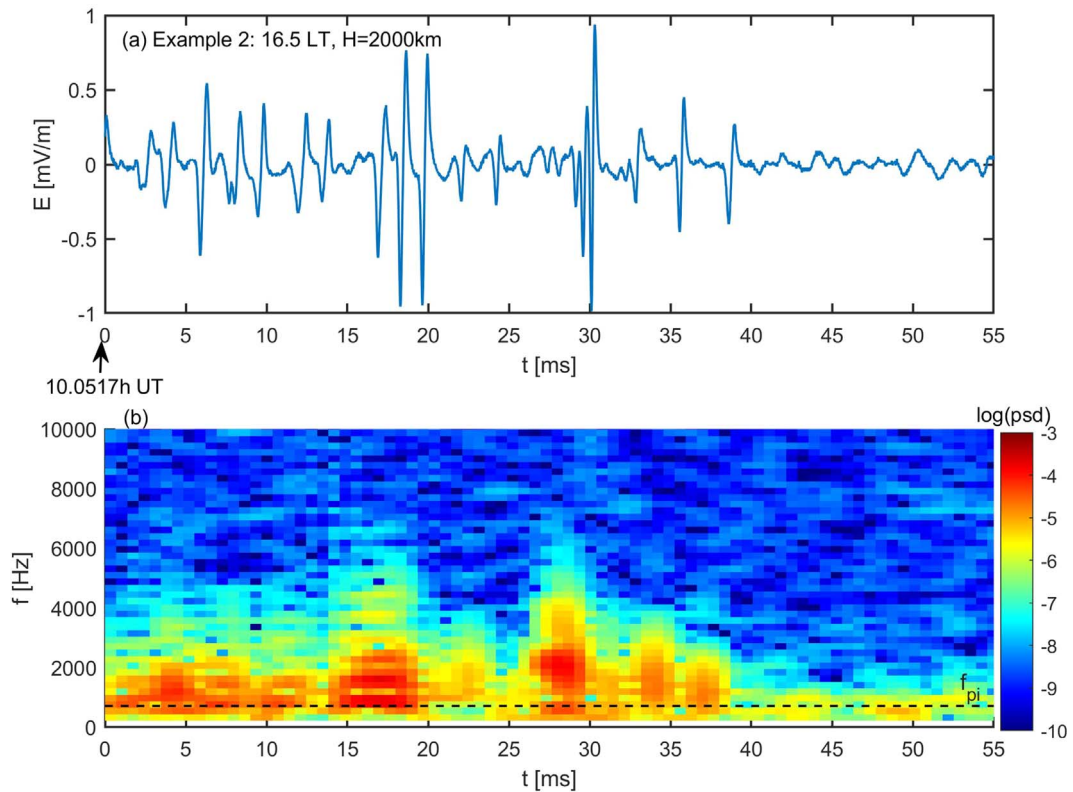 (a) Example 2: 16.5 LT, H=2000km
E [mV/m]
1
0.5
0
-0.5
-1
0 5 10 15 20 25 30 35 40 45 50 55
t [ms]
10.0517h UT
(b)
log(psd)
f [Hz]
10000
8000
6000
4000
2000
0
f_pi
-3
-4
-5
-6
-7
-8
-9
-10
0 5 10 15 20 25 30 35 40 45 50 55
t [ms]